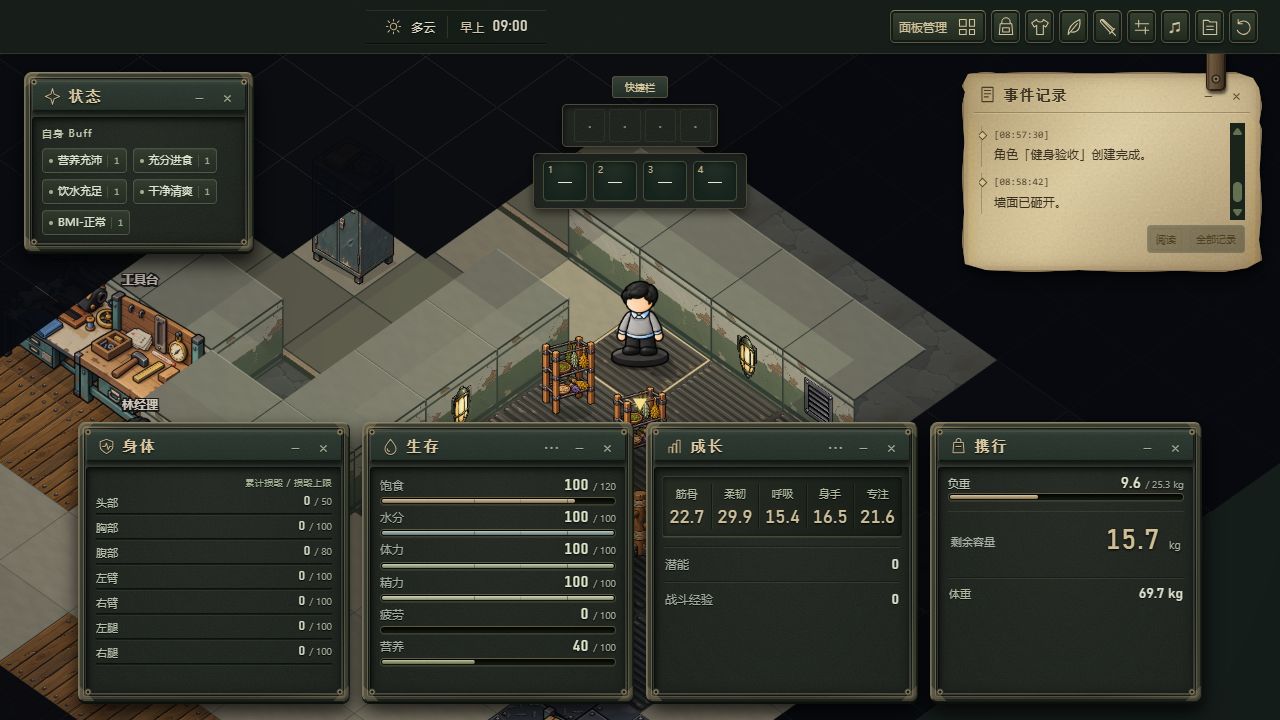 多云 早上 09:00
面板管理
状态
自身 Buff
营养充沛 1 充分进食 1
饮水充足 1 干净清爽 1
BMI-正常 1
快捷栏
1 — 2 — 3 — 4 —
事件记录
[08:57:30]
角色「健身验收」创建完成。
[08:58:42]
墙面已砸开。
阅读 全部记录
工具台
林经理
身体
累计损毁 / 损毁上限
头部 0 / 50
胸部 0 / 100
腹部 0 / 80
左臂 0 / 100
右臂 0 / 100
左腿 0 / 100
右腿 0 / 100
生存
饱食 100 / 120
水分 100 / 100
体力 100 / 100
精力 100 / 100
疲劳 0 / 100
营养 40 / 100
成长
筋骨 柔韧 呼吸 身手 专注
22.7 29.9 15.4 16.5 21.6
潜能 0
战斗经验 0
携行
负重 9.6 / 25.3 kg
剩余容量 15.7 kg
体重 69.7 kg